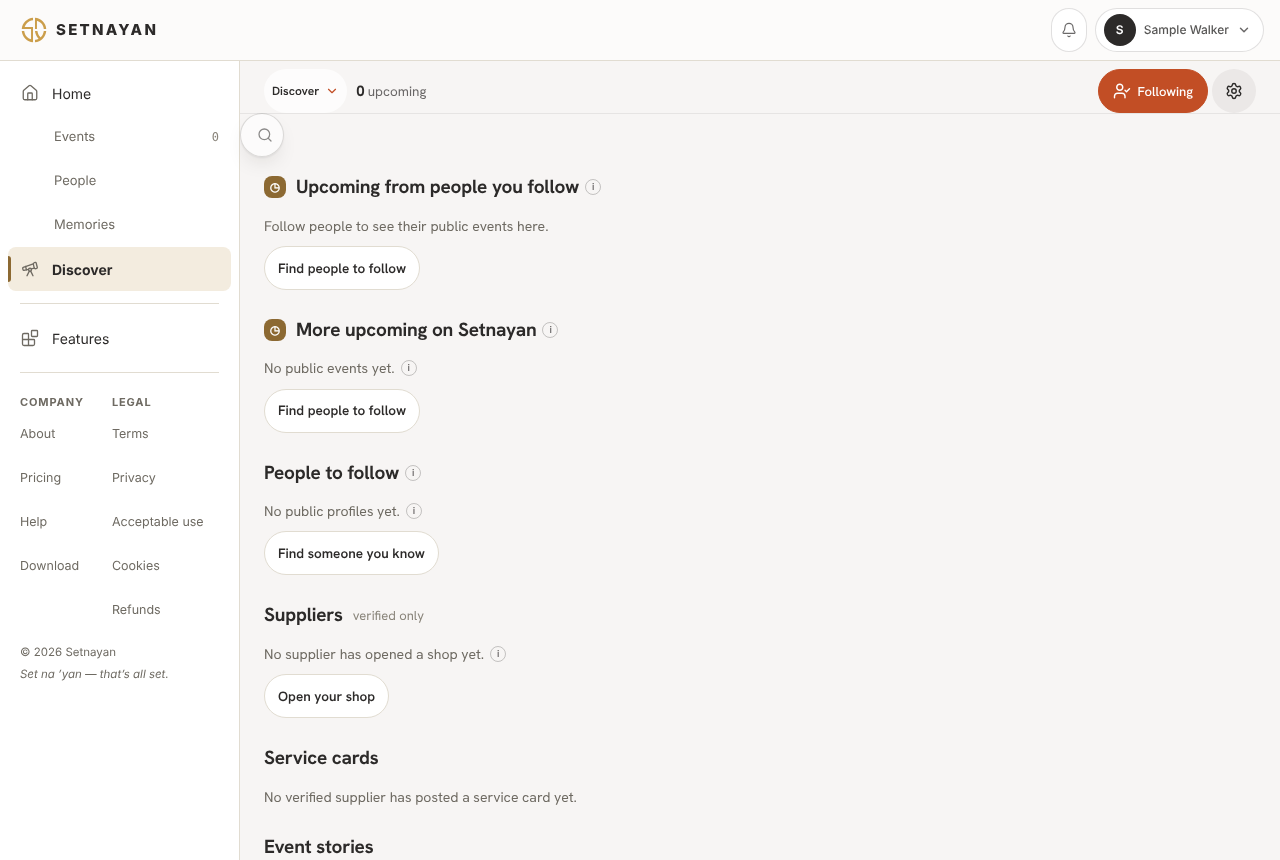 SETNAYAN
S
Sample Walker
Home
Events 0
People
Memories
Discover
Features
COMPANY LEGAL
About Terms
Pricing Privacy
Help Acceptable use
Download Cookies
Refunds
© 2026 Setnayan
Set na 'yan — that's all set.
Discover 0 upcoming
Following
Upcoming from people you follow i
Follow people to see their public events here.
Find people to follow
More upcoming on Setnayan i
No public events yet. i
Find people to follow
People to follow i
No public profiles yet. i
Find someone you know
Suppliers verified only
No supplier has opened a shop yet. i
Open your shop
Service cards
No verified supplier has posted a service card yet.
Event stories